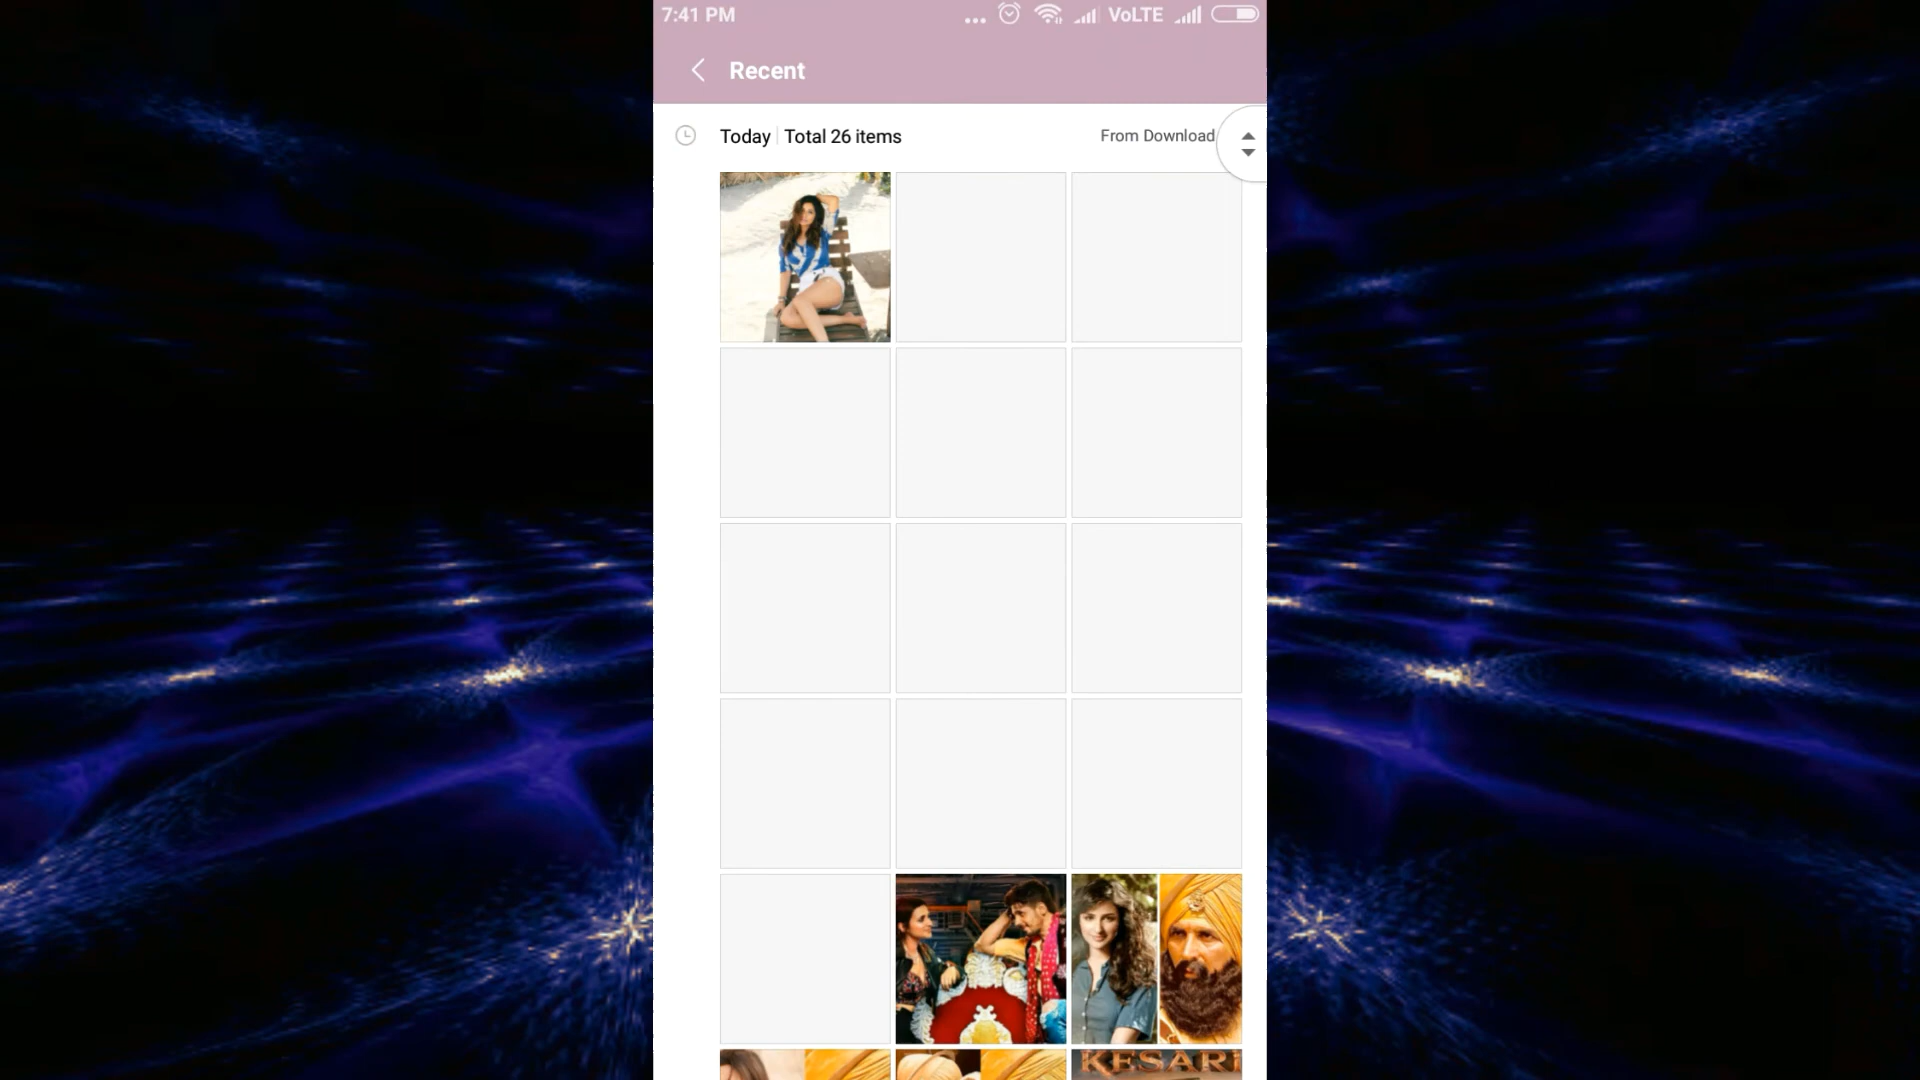 7:41 PM
VoLTE
Recent
Today
Total 26 items
From Download
KESARI